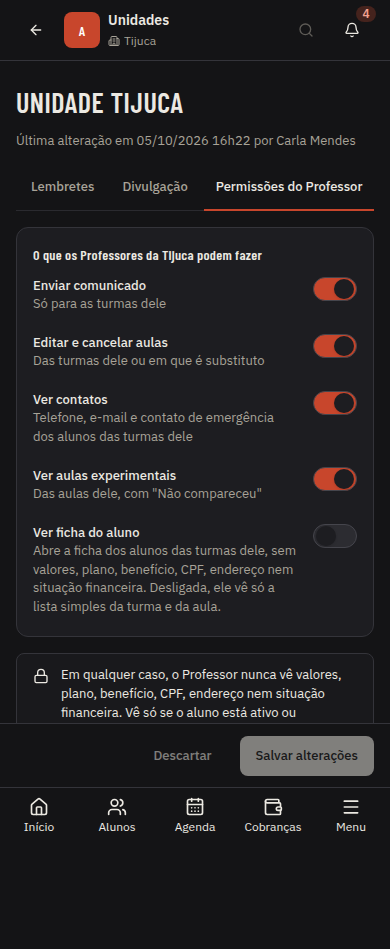 A
Unidades
Tijuca
4
UNIDADE TIJUCA
Última alteração em 05/10/2026 16h22 por Carla Mendes
Lembretes
Divulgação
Permissões do Professor
O que os Professores da Tijuca podem fazer
Enviar comunicado
Só para as turmas dele
Editar e cancelar aulas
Das turmas dele ou em que é substituto
Ver contatos
Telefone, e-mail e contato de emergência
dos alunos das turmas dele
Ver aulas experimentais
Das aulas dele, com "Não compareceu"
Ver ficha do aluno
Abre a ficha dos alunos das turmas dele, sem
valores, plano, benefício, CPF, endereço nem
situação financeira. Desligada, ele vê só a
lista simples da turma e da aula.
Em qualquer caso, o Professor nunca vê valores,
plano, benefício, CPF, endereço nem situação
financeira. Vê só se o aluno está ativo ou
Descartar
Salvar alterações
Início
Alunos
Agenda
Cobranças
Menu